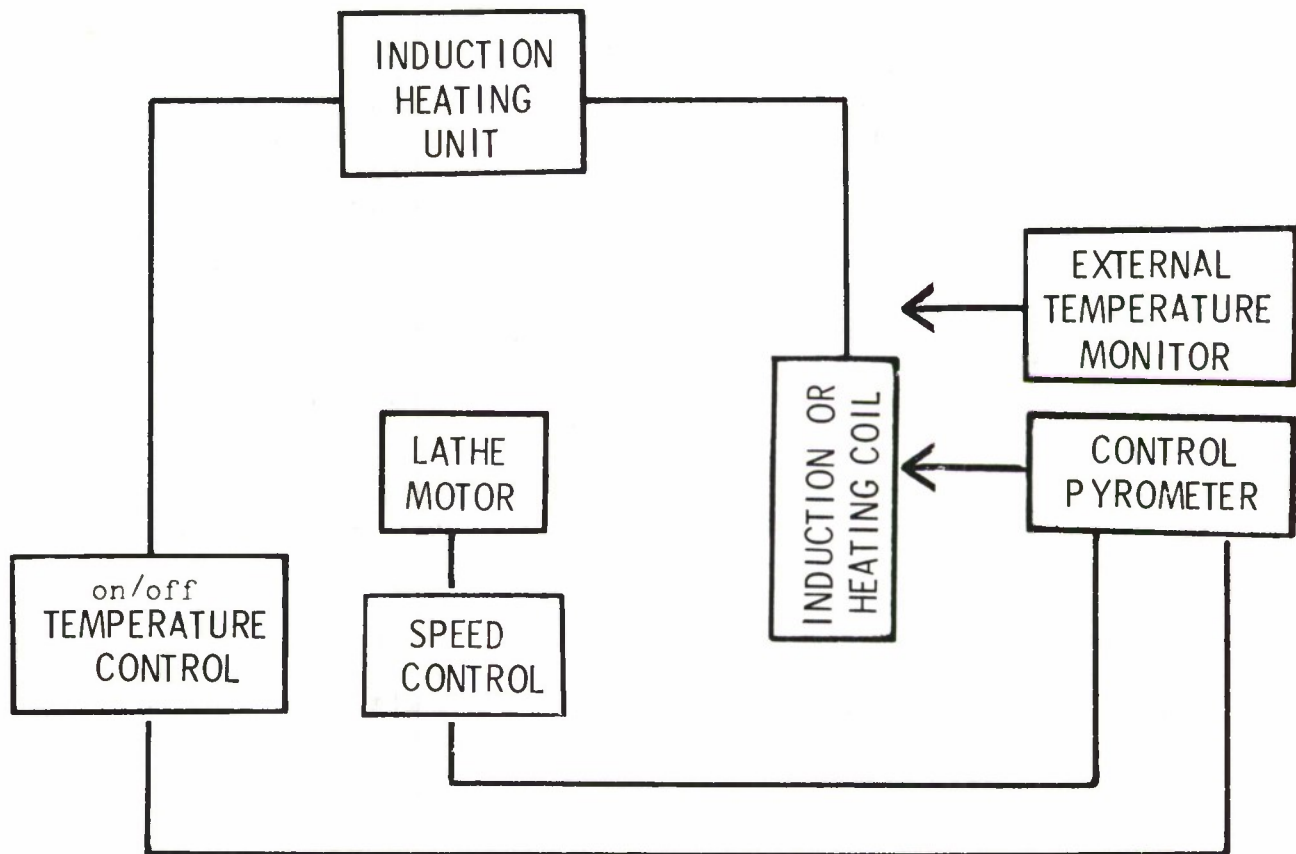 INDUCTION
HEATING
UNIT
EXTERNAL
TEMPERATURE
MONITOR
INDUCTION OR
HEATING COIL
LATHE
MOTOR
CONTROL
PYROMETER
on/off
TEMPERATURE
CONTROL
SPEED
CONTROL